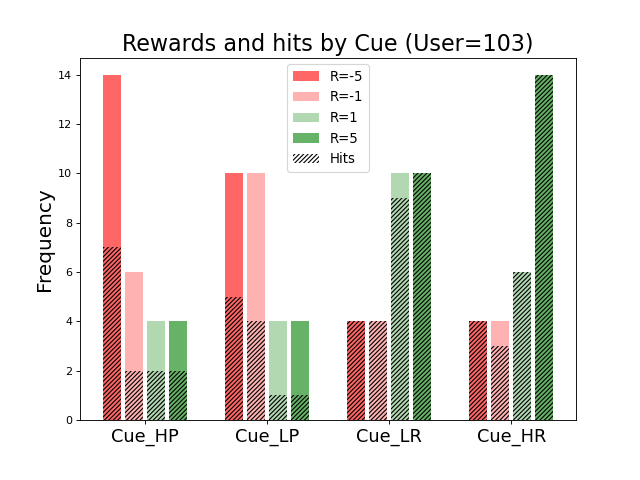 Rewards and hits by Cue (User=103)
R=-5
R=-1
R=1
R=5
Hits
Frequency
14
12
10
8
6
4
2
0
Cue_HP
Cue_LP
Cue_LR
Cue_HR